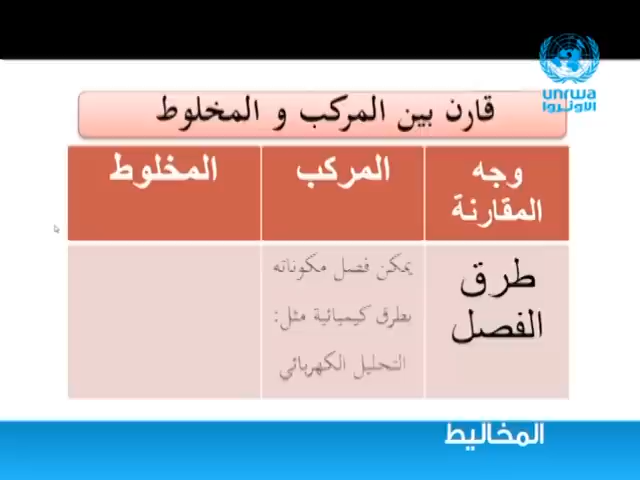 unrwa
الاونروا
قارن بين المركب و المخلوط
وجه المقارنة
المركب
المخلوط
طرق الفصل
يمكن فصل مكوناته
بطرق كيميائية مثل:
التحليل الكهربائي
المخاليط